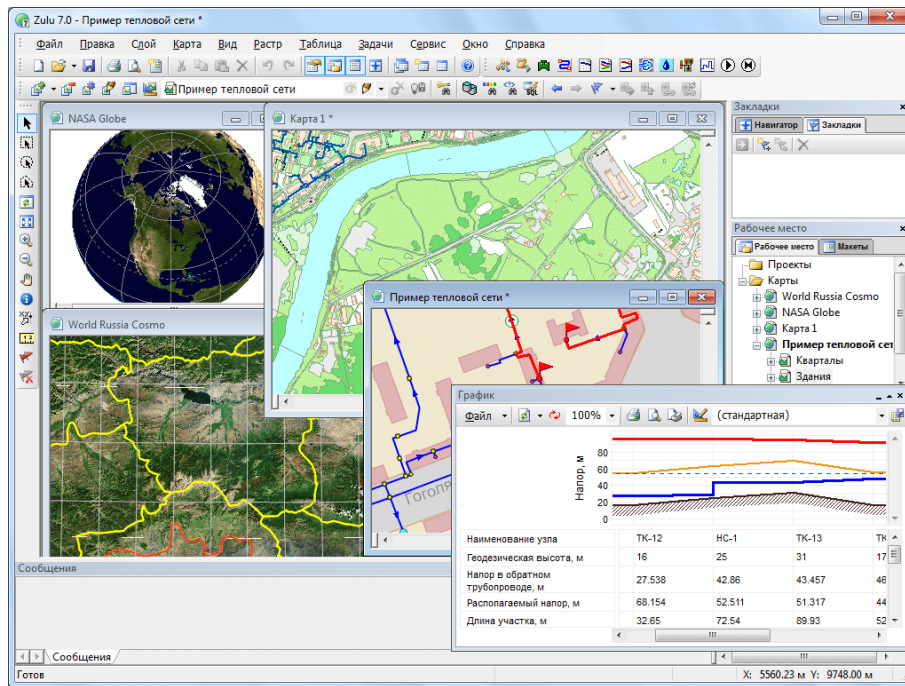 Zulu 7.0 - Пример тепловой сети *
Файл Правка Слой Карта Вид Растр Таблица Задачи Сервис Окно Справка
Пример тепловой сети
SQL
NASA Globe
Карта 1 *
Закладки
Навигатор Закладки
Рабочее место
Рабочее место Макеты
Проекты
Карты
World Russia Cosmo
NASA Globe
Карта 1
Пример тепловой сет
Кварталы
Здания
Пример тепловой сети *
Гоголя
World Russia Cosmo
График
Файл 100% (стандартная)
Напор, м
80
60
40
20
0
Наименование узла ТК-12 НС-1 ТК-13 ТК
Геодезическая высота, м 16 25 31 17
Напор в обратном
трубопроводе, м 27.538 42.86 43.457 46
Располагаемый напор, м 68.154 52.511 51.317 44
Длина участка, м 32.65 72.54 89.93 52
Сообщения
Сообщения
Готов
X: 5560.23 м Y: 9748.00 м